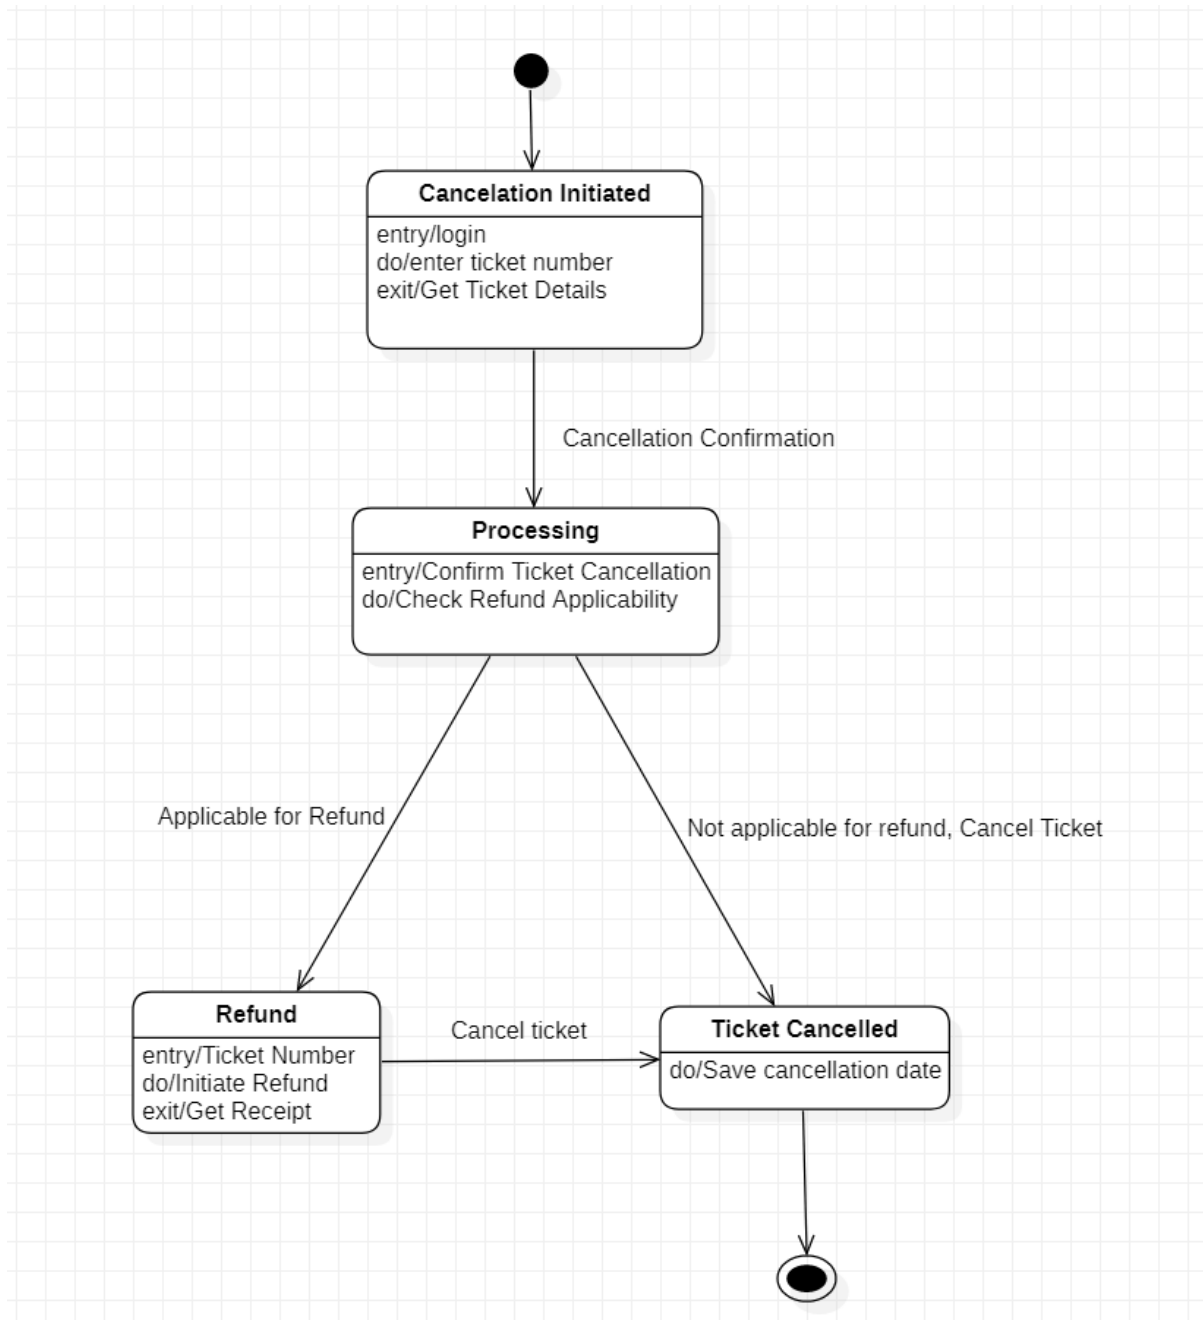 Cancelation Initiated
entry/login
do/enter ticket number
exit/Get Ticket Details
Cancellation Confirmation
Processing
entry/Confirm Ticket Cancellation
do/Check Refund Applicability
Applicable for Refund
Not applicable for refund, Cancel Ticket
Refund
entry/Ticket Number
do/Initiate Refund
exit/Get Receipt
Cancel ticket
Ticket Cancelled
do/Save cancellation date